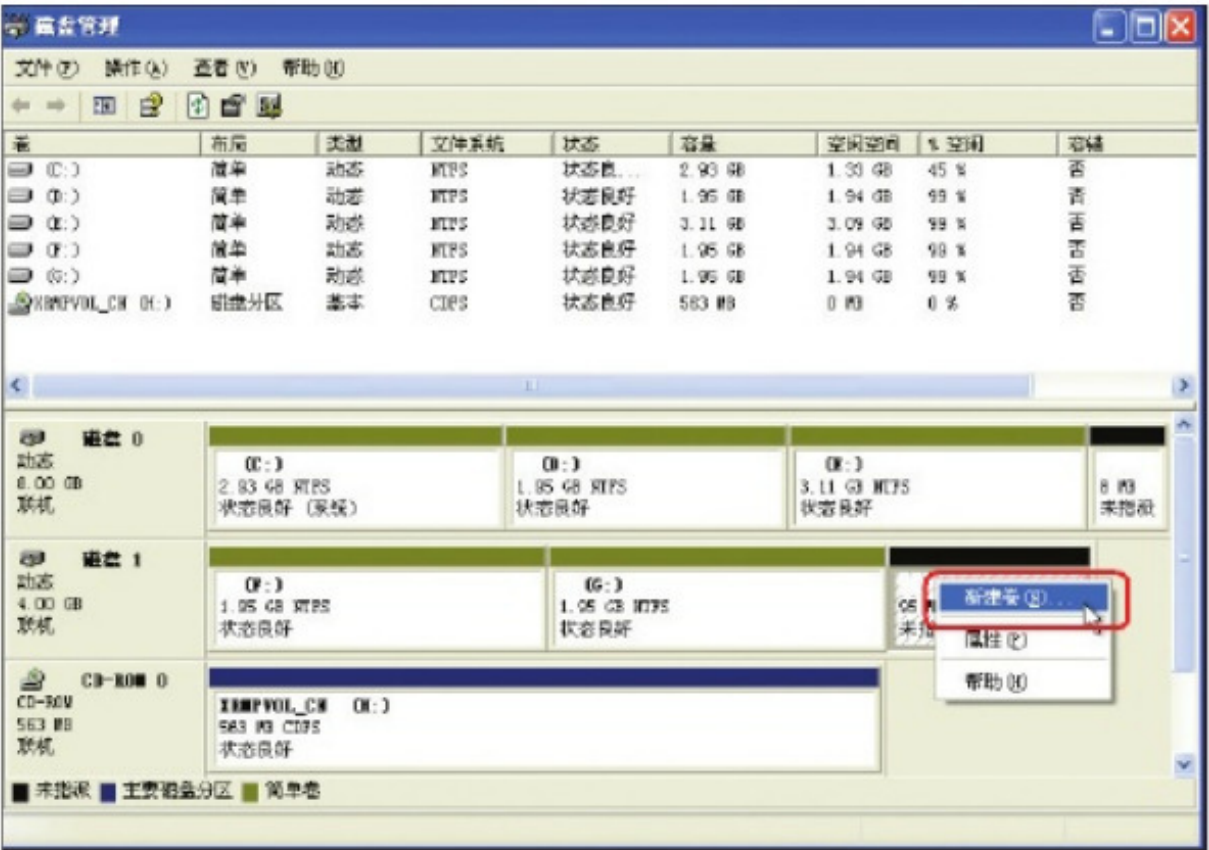 磁盘管理
文件(F) 操作(A) 查看(V) 帮助(H)
卷 布局 类型 文件系统 状态 容量 空闲空间 % 空闲 容错
(C:) 简单 动态 NTFS 状态良... 2.93 GB 1.33 GB 45 % 否
(D:) 简单 动态 NTFS 状态良好 1.95 GB 1.94 GB 99 % 否
(E:) 简单 动态 NTFS 状态良好 3.11 GB 3.09 GB 99 % 否
(F:) 简单 动态 NTFS 状态良好 1.95 GB 1.94 GB 99 % 否
(G:) 简单 动态 NTFS 状态良好 1.95 GB 1.94 GB 99 % 否
XRMPVOL_CN (H:) 磁盘分区 基本 CDFS 状态良好 563 MB 0 MB 0 % 否
磁盘 0
动态
8.00 GB
联机
(C:)
2.93 GB NTFS
状态良好 (系统)
(D:)
1.95 GB NTFS
状态良好
(E:)
3.11 GB NTFS
状态良好
8 MB
未指派
磁盘 1
动态
4.00 GB
联机
(F:)
1.95 GB NTFS
状态良好
(G:)
1.95 GB NTFS
状态良好
95 M
未指
新建卷(N)...
属性(P)
帮助(H)
CD-ROM 0
CD-ROM
563 MB
联机
XRMPVOL_CN (H:)
563 MB CDFS
状态良好
未指派 主要磁盘分区 简单卷